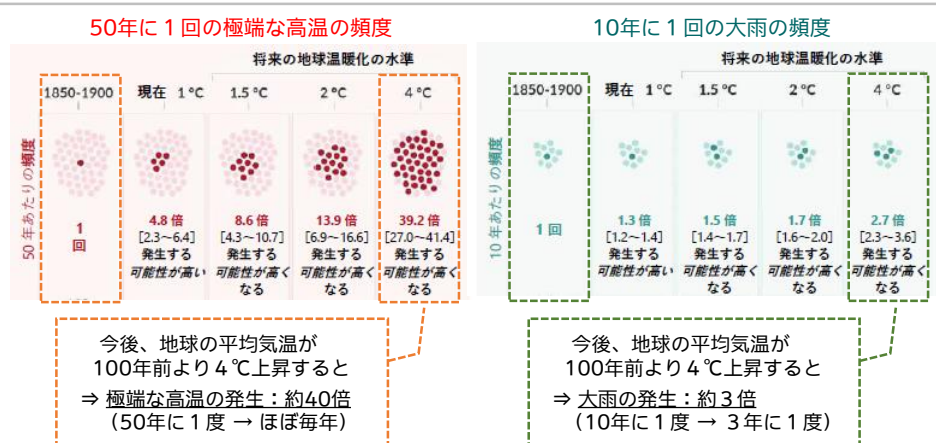 50年に１回の極端な高温の頻度
将来の地球温暖化の水準
1850-1900 現在 1℃ 1.5℃ 2℃ 4℃
50年あたりの頻度
1
回
4.8 倍
[2.3～6.4]
発生する
可能性が高い
8.6 倍
[4.3～10.7]
発生する
可能性が高く
なる
13.9 倍
[6.9～16.6]
発生する
可能性が高く
なる
39.2 倍
[27.0～41.4]
発生する
可能性が高く
なる
今後、地球の平均気温が
100年前より４℃上昇すると
⇒ 極端な高温の発生：約40倍
（50年に１度 → ほぼ毎年）
10年に１回の大雨の頻度
将来の地球温暖化の水準
1850-1900 現在 1℃ 1.5℃ 2℃ 4℃
10年あたりの頻度
1回
1.3 倍
[1.2～1.4]
発生する
可能性が高い
1.5 倍
[1.4～1.7]
発生する
可能性が高く
なる
1.7 倍
[1.6～2.0]
発生する
可能性が高く
なる
2.7 倍
[2.3～3.6]
発生する
可能性が高く
なる
今後、地球の平均気温が
100年前より４℃上昇すると
⇒ 大雨の発生：約３倍
（10年に１度 → ３年に１度）